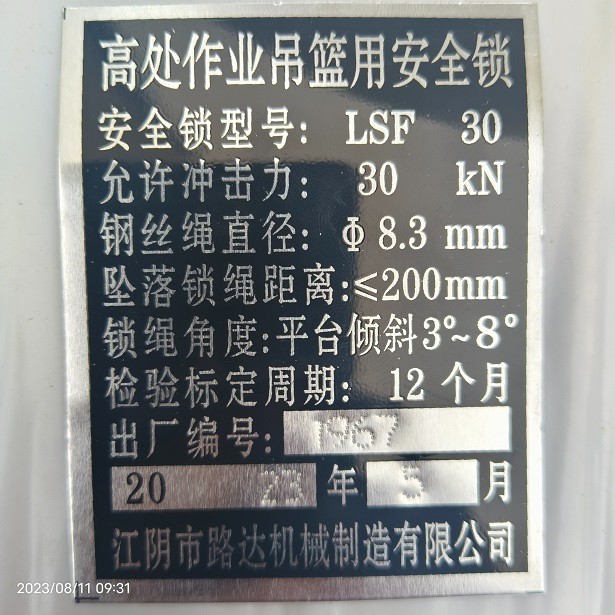 高处作业吊篮用安全锁
安全锁型号: LSF 30
允许冲击力: 30 kN
钢丝绳直径: Φ8.3 mm
坠落锁绳距离:≤200mm
锁绳角度:平台倾斜3°~8°
检验标定周期: 12 个月
出厂编号: 1967
20 23 年 5 月
江阴市路达机械制造有限公司
2023/08/11 09:31